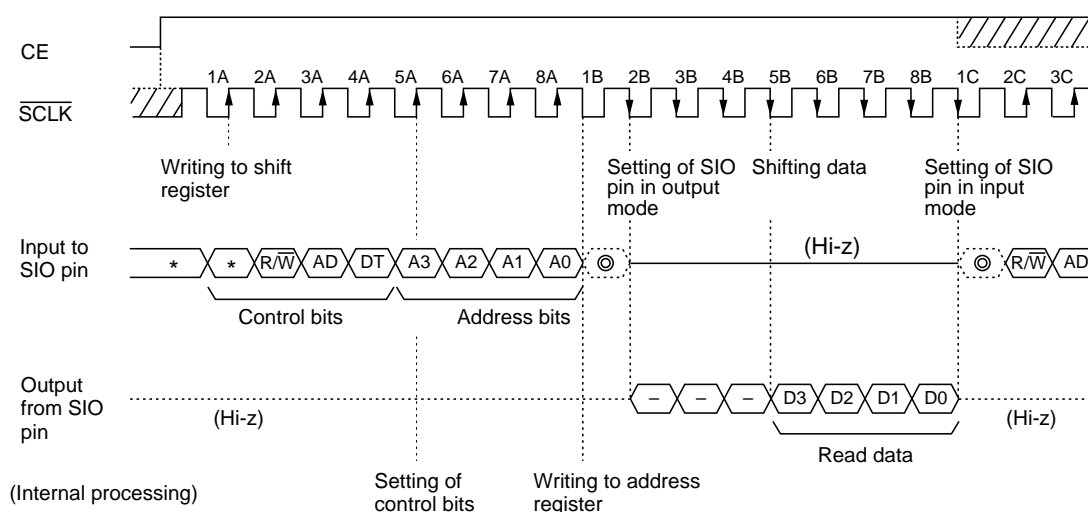 CE
1A 2A 3A 4A 5A 6A 7A 8A 1B 2B 3B 4B 5B 6B 7B 8B 1C 2C 3C
S̅C̅L̅K̅
Writing to shift
register
Setting of SIO
pin in output
mode
Shifting data
Setting of SIO
pin in input
mode
Input to
SIO pin
* * R/W̅ AD DT A3 A2 A1 A0 ◎ (Hi-z) ◎ R/W̅ AD
Control bits Address bits
Output
from SIO
pin
(Hi-z) – – – D3 D2 D1 D0 (Hi-z)
Read data
(Internal processing)
Setting of
control bits
Writing to address
register